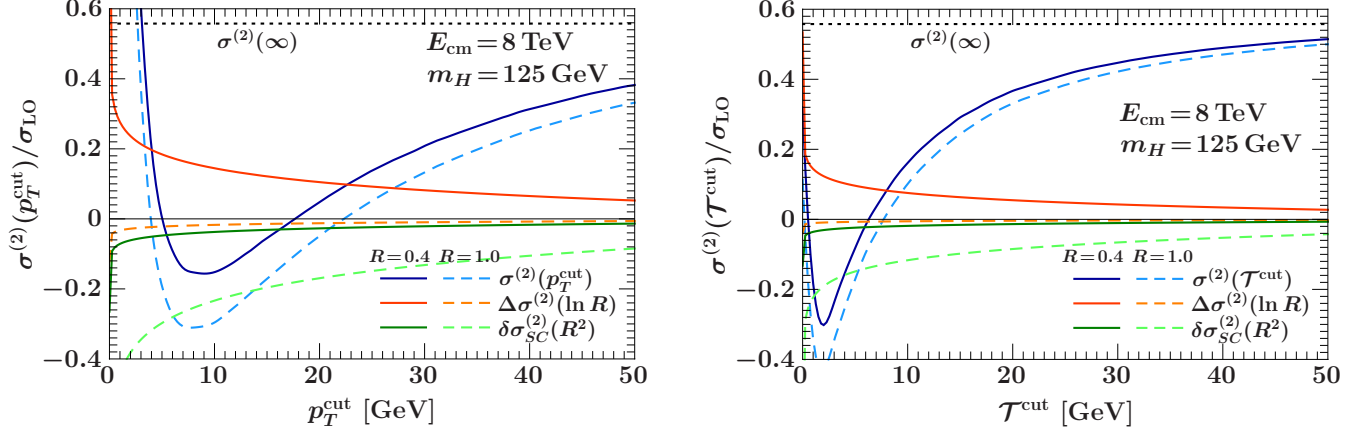 σ^(2)(p_T^cut)/σ_LO
0.6
0.4
0.2
0
−0.2
−0.4
σ^(2)(∞)
E_cm = 8 TeV
m_H = 125 GeV
R = 0.4 R = 1.0
σ^(2)(p_T^cut)
Δσ^(2)(ln R)
δσ_SC^(2)(R^2)
0 10 20 30 40 50
p_T^cut [GeV]
σ^(2)(𝒯^cut)/σ_LO
0.6
0.4
0.2
0
−0.2
−0.4
σ^(2)(∞)
E_cm = 8 TeV
m_H = 125 GeV
R = 0.4 R = 1.0
σ^(2)(𝒯^cut)
Δσ^(2)(ln R)
δσ_SC^(2)(R^2)
0 10 20 30 40 50
𝒯^cut [GeV]